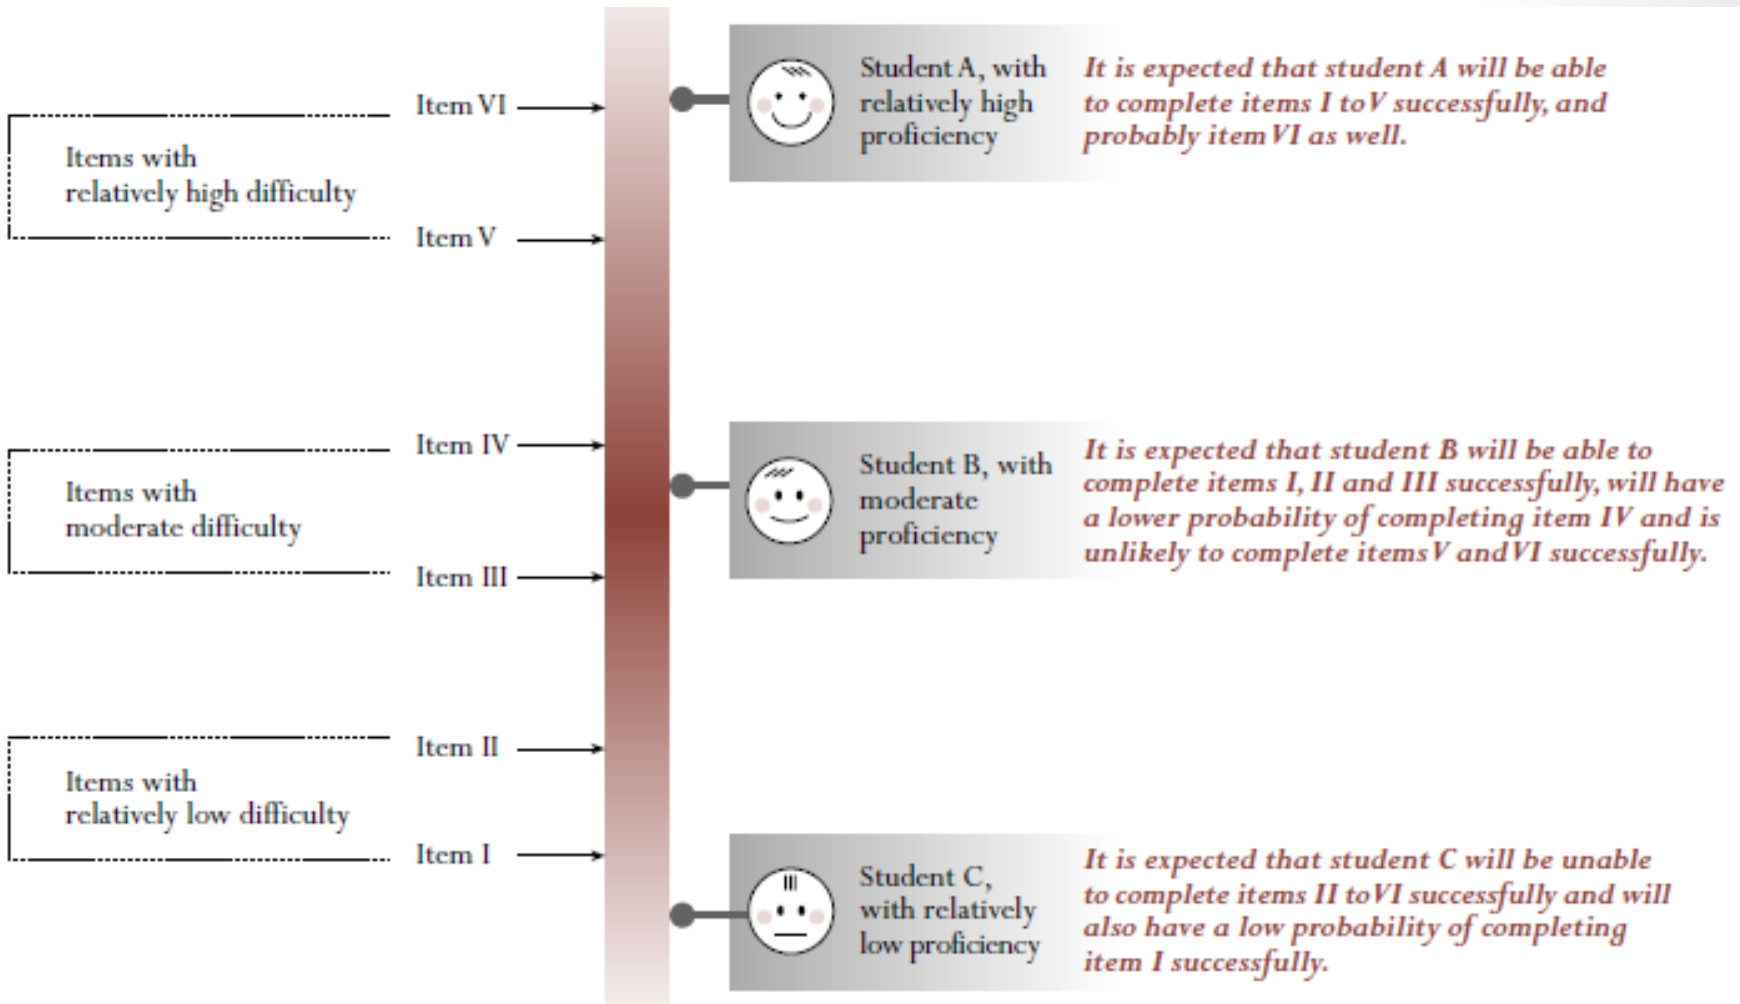 Item VI
Items with
relatively high difficulty
Item V
Student A, with
relatively high
proficiency
It is expected that student A will be able
to complete items I to V successfully, and
probably item VI as well.
Item IV
Items with
moderate difficulty
Item III
Student B, with
moderate
proficiency
It is expected that student B will be able to
complete items I, II and III successfully, will have
a lower probability of completing item IV and is
unlikely to complete items V and VI successfully.
Item II
Items with
relatively low difficulty
Item I
Student C,
with relatively
low proficiency
It is expected that student C will be unable
to complete items II to VI successfully and will
also have a low probability of completing
item I successfully.